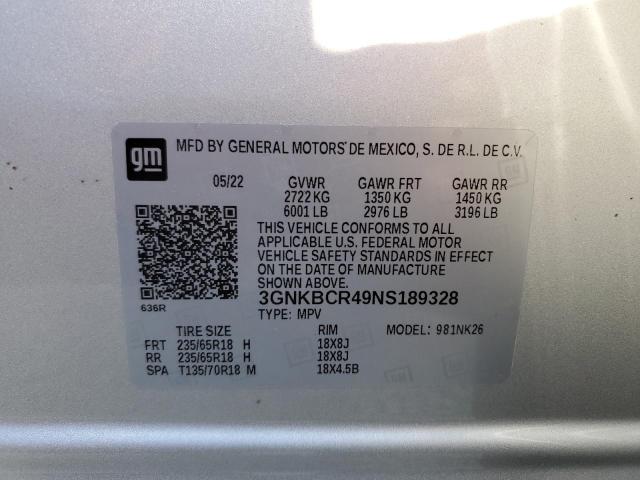 gm MFD BY GENERAL MOTORS DE MEXICO, S. DE R.L. DE C.V.
05/22 GVWR GAWR FRT GAWR RR
2722 KG 1350 KG 1450 KG
6001 LB 2976 LB 3196 LB
THIS VEHICLE CONFORMS TO ALL
APPLICABLE U.S. FEDERAL MOTOR
VEHICLE SAFETY STANDARDS IN EFFECT
ON THE DATE OF MANUFACTURE
SHOWN ABOVE.
3GNKBCR49NS189328
636R
TYPE: MPV
TIRE SIZE RIM MODEL: 981NK26
FRT 235/65R18 H 18X8J
RR 235/65R18 H 18X8J
SPA T135/70R18 M 18X4.5B